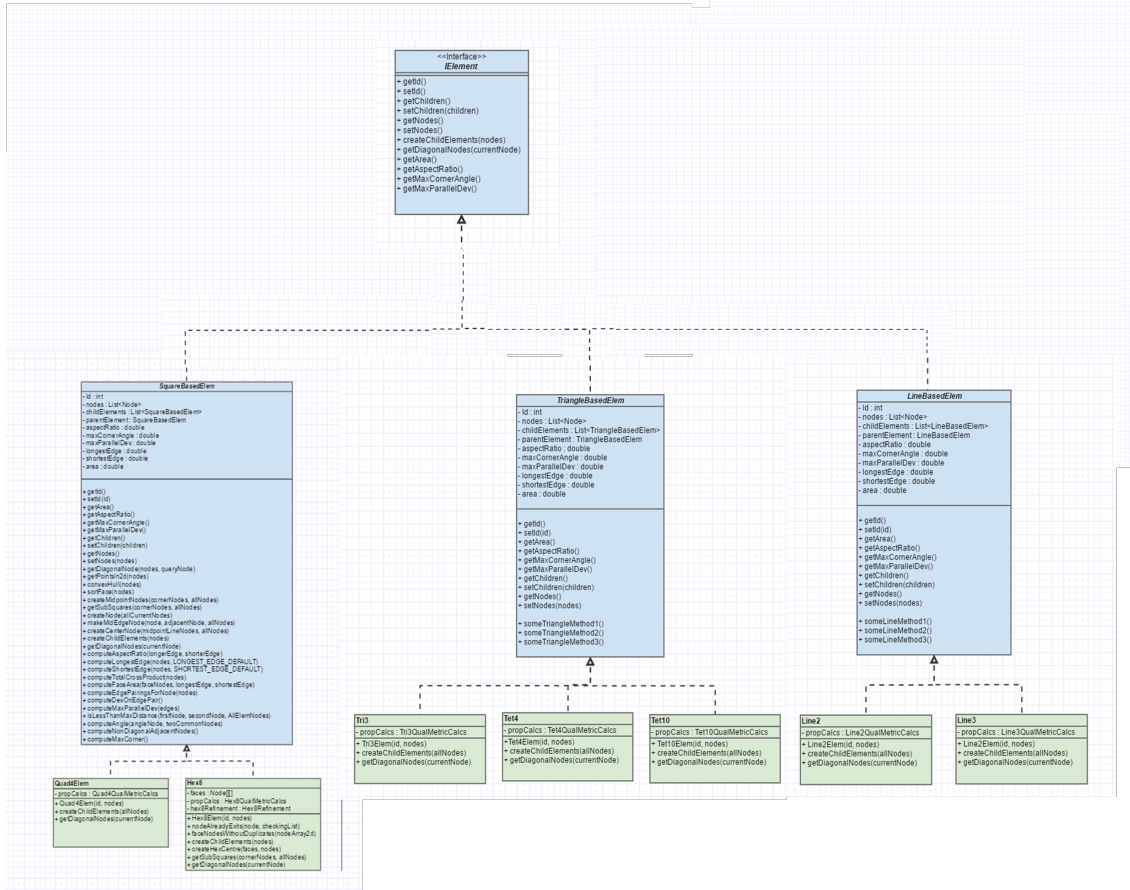 <<Interface>>
IElement
+ getId()
+ setId()
+ getChildren()
+ setChildren(children)
+ getNodes()
+ setNodes()
+ createChildElements(nodes)
+ getDiagonalNodes(currentNode)
+ getArea()
+ getAspectRatio()
+ getMaxCornerAngle()
+ getMaxParallelDev()
SquareBasedElem
- Id : int
- nodes : List<Node>
- childElements : List<SquareBasedElem>
- parentElement : SquareBasedElem
- aspectRatio : double
- maxCornerAngle : double
- maxParallelDev : double
- longestEdge : double
- shortestEdge : double
- area : double
+ getId()
+ setId(id)
+ getArea()
+ getAspectRatio()
+ getMaxCornerAngle()
+ getMaxParallelDev()
+ getChildren()
+ setChildren(children)
+ getNodes()
+ setNodes(nodes)
+ getDiagonalNode(nodes, queryNode)
+ getPointsIn2d(nodes)
+ convexHull(nodes)
+ sortFace(nodes)
+ createMidpointNodes(cornerNodes, allNodes)
+ getSubSquares(cornerNodes, allNodes)
+ createNode(allCurrentNodes)
+ makeMidEdgeNode(node, adjacentNode, allNodes)
+ createCenterNode(midpointLineNodes, allNodes)
+ createChildElements(nodes)
+ getDiagonalNodes(currentNode)
+ computeAspectRatio(longerEdge, shorterEdge)
+ computeLongestEdge(nodes, LONGEST_EDGE_DEFAULT)
+ computeShortestEdge(nodes, SHORTEST_EDGE_DEFAULT)
+ computeTotalCrossProduct(nodes)
+ computeFaceArea(faceNodes, longestEdge, shortestEdge)
+ computeEdgePairingsForNode(nodes)
+ computeDevOnEdgePair()
+ computeMaxParallelDev(edges)
+ isLessThanMaxDistance(firstNode, secondNode, AllElemNodes)
+ computeAngle(angleNode, twoCommonNodes)
+ computeNonDiagonalAdjacentNodes()
+ computeMaxCorner()
TriangleBasedElem
- Id : int
- nodes : List<Node>
- childElements : List<TriangleBasedElem>
- parentElement : TriangleBasedElem
- aspectRatio : double
- maxCornerAngle : double
- maxParallelDev : double
- longestEdge : double
- shortestEdge : double
- area : double
+ getId()
+ setId(id)
+ getArea()
+ getAspectRatio()
+ getMaxCornerAngle()
+ getMaxParallelDev()
+ getChildren()
+ setChildren(children)
+ getNodes()
+ setNodes(nodes)
+ someTriangleMethod1()
+ someTriangleMethod2()
+ someTriangleMethod3()
LineBasedElem
- Id : int
- nodes : List<Node>
- childElements : List<LineBasedElem>
- parentElement : LineBasedElem
- aspectRatio : double
- maxCornerAngle : double
- maxParallelDev : double
- longestEdge : double
- shortestEdge : double
- area : double
+ getId()
+ setId(id)
+ getArea()
+ getAspectRatio()
+ getMaxCornerAngle()
+ getMaxParallelDev()
+ getChildren()
+ setChildren(children)
+ getNodes()
+ setNodes(nodes)
+ someLineMethod1()
+ someLineMethod2()
+ someLineMethod3()
Quad4Elem
- propCalcs : Quad4QualMetricCalcs
+ Quad4Elem(id, nodes)
+ createChildElements(allNodes)
+ getDiagonalNodes(currentNode)
Hex8
- faces : Node[][]
- propCalcs : Hex8QualMetricCalcs
- hex8Refinement : Hex8Refinement
+ Hex8Elem(id, nodes)
+ nodeAlreadyExits(node, checkingList)
+ faceNodesWithoutDuplicates(nodeArray2d)
+ createChildElements(nodes)
+ createHexCentre(faces, nodes)
+ getSubSquares(cornerNodes, allNodes)
+ getDiagonalNodes(currentNode)
Tri3
- propCalcs : Tri3QualMetricCalcs
+ Tri3Elem(id, nodes)
+ createChildElements(allNodes)
+ getDiagonalNodes(currentNode)
Tet4
- propCalcs : Tet4QualMetricCalcs
+Tet4Elem(id, nodes)
+ createChildElements(allNodes)
+ getDiagonalNodes(currentNode)
Tet10
- propCalcs : Tet10QualMetricCalcs
+ Tet10Elem(id, nodes)
+ createChildElements(allNodes)
+ getDiagonalNodes(currentNode)
Line2
- propCalcs : Line2QualMetricCalcs
+ Line2Elem(id, nodes)
+ createChildElements(allNodes)
+ getDiagonalNodes(currentNode)
Line3
- propCalcs : Line3QualMetricCalcs
+ Line2Elem(id, nodes)
+ createChildElements(allNodes)
+ getDiagonalNodes(currentNode)